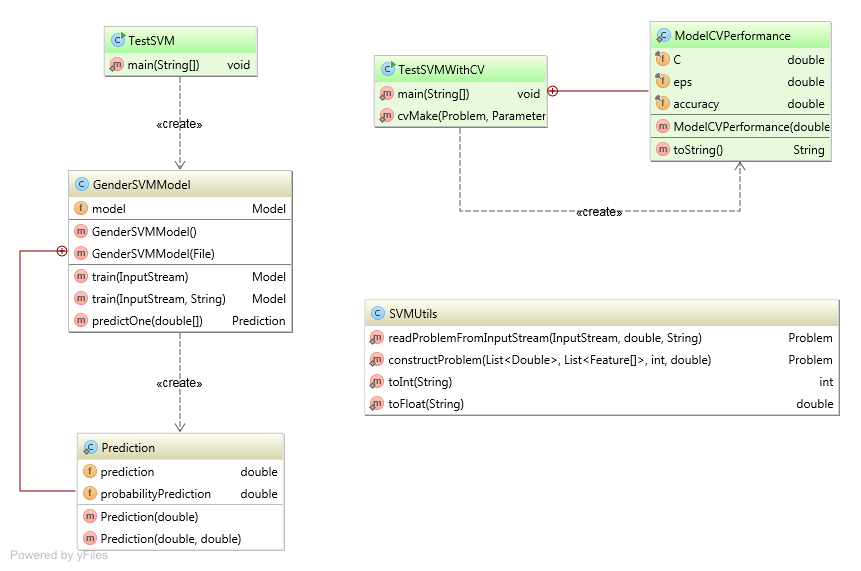 TestSVM
main(String[]) void
«create»
GenderSVMModel
model Model
GenderSVMModel()
GenderSVMModel(File)
train(InputStream) Model
train(InputStream, String) Model
predictOne(double[]) Prediction
«create»
Prediction
prediction double
probabilityPrediction double
Prediction(double)
Prediction(double, double)
TestSVMWithCV
main(String[]) void
cvMake(Problem, Parameter
ModelCVPerformance
C double
eps double
accuracy double
ModelCVPerformance(double
toString() String
«create»
SVMUtils
readProblemFromInputStream(InputStream, double, String) Problem
constructProblem(List<Double>, List<Feature[]>, int, double) Problem
toInt(String) int
toFloat(String) double
Powered by yFiles